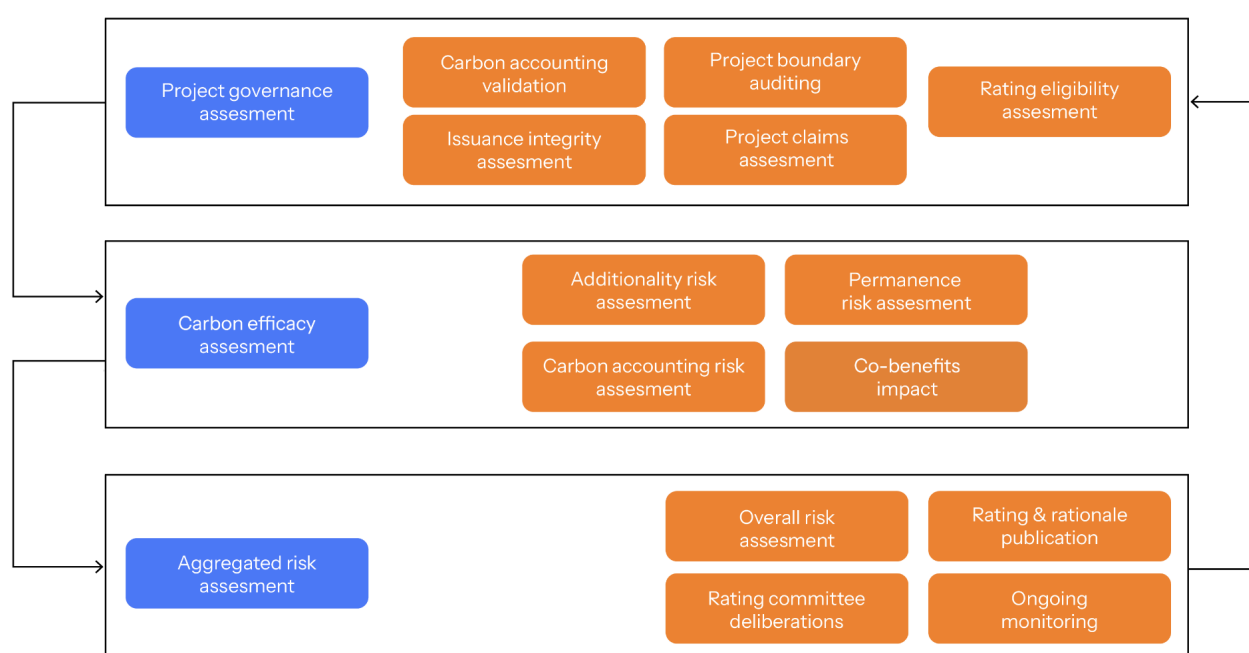 Project governance
assesment
Carbon accounting
validation
Project boundary
auditing
Issuance integrity
assesment
Project claims
assesment
Rating eligibility
assesment
Carbon efficacy
assesment
Additionality risk
assesment
Permanence
risk assesment
Carbon accounting risk
assesment
Co-benefits
impact
Aggregated risk
assesment
Overall risk
assesment
Rating & rationale
publication
Rating committee
deliberations
Ongoing
monitoring